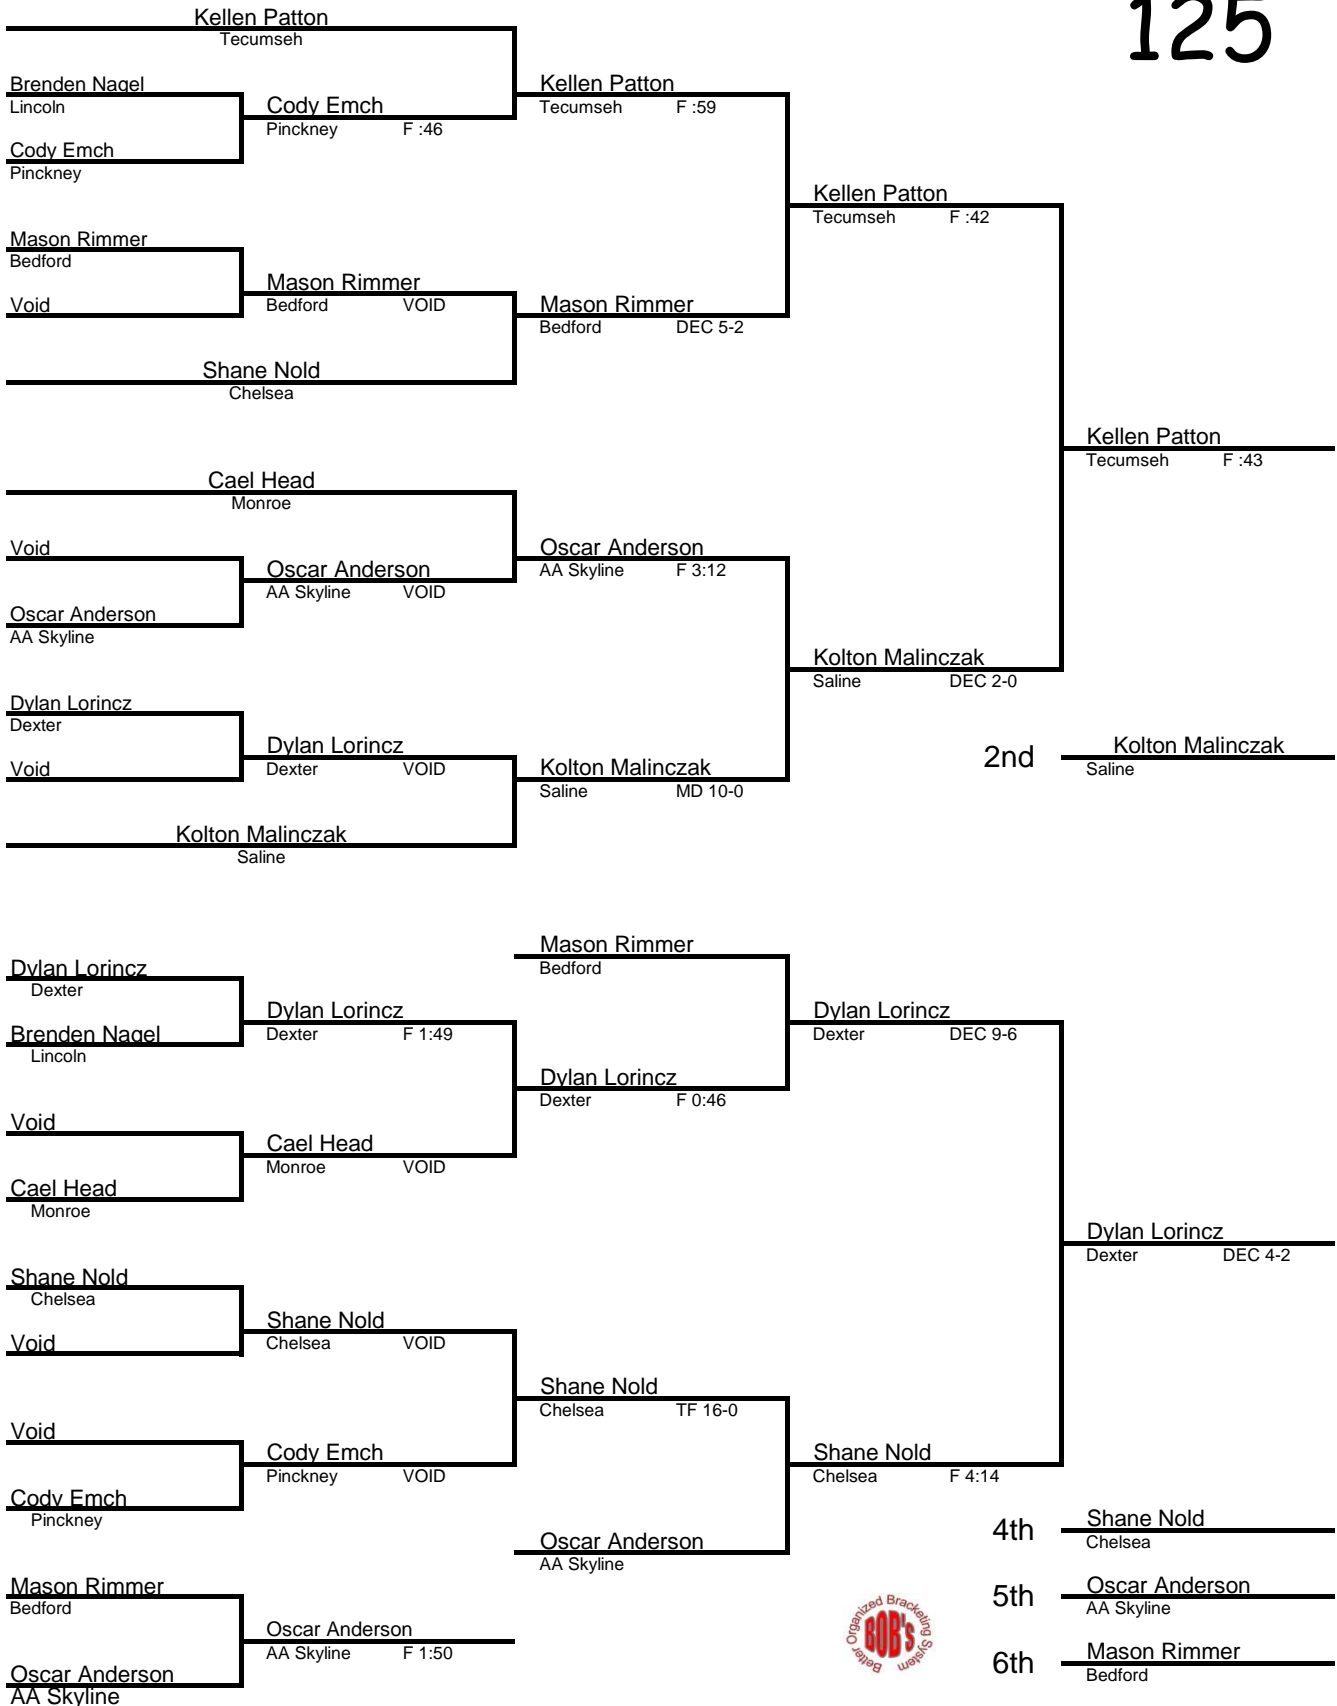 125
Kellen Patton
Tecumseh
Brenden Nagel
Lincoln
Cody Emch
Pinckney F :46
Kellen Patton
Tecumseh F :59
Cody Emch
Pinckney
Kellen Patton
Tecumseh F :42
Mason Rimmer
Bedford
Mason Rimmer
Bedford VOID
Void
Mason Rimmer
Bedford DEC 5-2
Shane Nold
Chelsea
Kellen Patton
Tecumseh F :43
Cael Head
Monroe
Void
Oscar Anderson
AA Skyline VOID
Oscar Anderson
AA Skyline F 3:12
Oscar Anderson
AA Skyline
Kolton Malinczak
Saline DEC 2-0
Dylan Lorincz
Dexter
Dylan Lorincz
Dexter VOID
Void
Kolton Malinczak
Saline MD 10-0
2nd Kolton Malinczak
Saline
Kolton Malinczak
Saline
Mason Rimmer
Bedford
Dylan Lorincz
Dexter
Dylan Lorincz
Dexter F 1:49
Dylan Lorincz
Dexter DEC 9-6
Brenden Nagel
Lincoln
Dylan Lorincz
Dexter F 0:46
Void
Cael Head
Monroe VOID
Cael Head
Monroe
Dylan Lorincz
Dexter DEC 4-2
Shane Nold
Chelsea
Shane Nold
Chelsea VOID
Void
Shane Nold
Chelsea TF 16-0
Void
Cody Emch
Pinckney VOID
Shane Nold
Chelsea F 4:14
Cody Emch
Pinckney
4th Shane Nold
Chelsea
Oscar Anderson
AA Skyline
Mason Rimmer
Bedford
5th Oscar Anderson
AA Skyline
Oscar Anderson
AA Skyline F 1:50
Better Organized Bracketing System
BOB'S
6th Mason Rimmer
Bedford
Oscar Anderson
AA Skyline